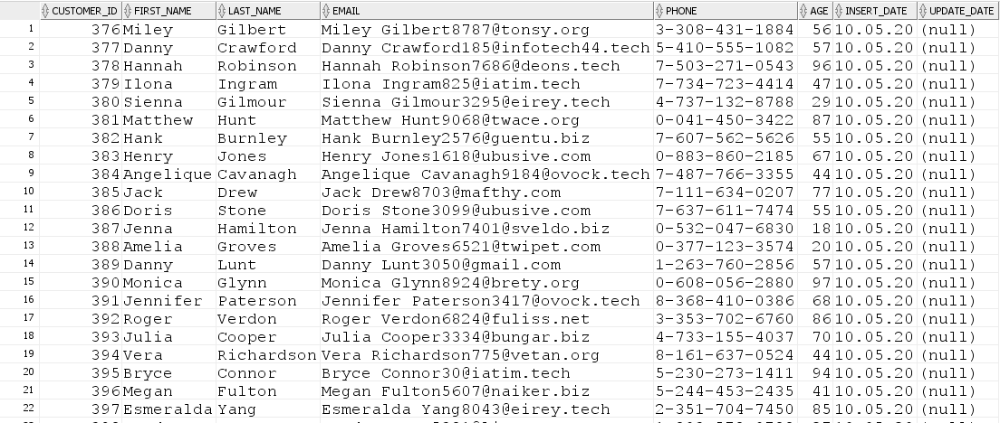 CUSTOMER_ID FIRST_NAME LAST_NAME EMAIL PHONE AGE INSERT_DATE UPDATE_DATE
1 376 Miley Gilbert Miley Gilbert8787@tonsy.org 3-308-431-1884 56 10.05.20 (null)
2 377 Danny Crawford Danny Crawford185@infotech44.tech 5-410-555-1082 57 10.05.20 (null)
3 378 Hannah Robinson Hannah Robinson7686@deons.tech 7-503-271-0543 96 10.05.20 (null)
4 379 Ilona Ingram Ilona Ingram825@iatim.tech 7-734-723-4414 47 10.05.20 (null)
5 380 Sienna Gilmour Sienna Gilmour3295@eirey.tech 4-737-132-8788 29 10.05.20 (null)
6 381 Matthew Hunt Matthew Hunt9068@twace.org 0-041-450-3422 87 10.05.20 (null)
7 382 Hank Burnley Hank Burnley2576@guentu.biz 7-607-562-5626 55 10.05.20 (null)
8 383 Henry Jones Henry Jones1618@ubusive.com 0-883-860-2185 67 10.05.20 (null)
9 384 Angelique Cavanagh Angelique Cavanagh9184@ovock.tech 7-487-766-3355 44 10.05.20 (null)
10 385 Jack Drew Jack Drew8703@mafthy.com 7-111-634-0207 77 10.05.20 (null)
11 386 Doris Stone Doris Stone3099@ubusive.com 7-637-611-7474 55 10.05.20 (null)
12 387 Jenna Hamilton Jenna Hamilton7401@sveldo.biz 0-532-047-6830 18 10.05.20 (null)
13 388 Amelia Groves Amelia Groves6521@twipet.com 0-377-123-3574 20 10.05.20 (null)
14 389 Danny Lunt Danny Lunt3050@gmail.com 1-263-760-2856 57 10.05.20 (null)
15 390 Monica Glynn Monica Glynn8924@brety.org 0-608-056-2880 97 10.05.20 (null)
16 391 Jennifer Paterson Jennifer Paterson3417@ovock.tech 8-368-410-0386 68 10.05.20 (null)
17 392 Roger Verdon Roger Verdon6824@fuliss.net 3-353-702-6760 86 10.05.20 (null)
18 393 Julia Cooper Julia Cooper3334@bungar.biz 4-733-155-4037 70 10.05.20 (null)
19 394 Vera Richardson Vera Richardson775@vetan.org 8-161-637-0524 44 10.05.20 (null)
20 395 Bryce Connor Bryce Connor30@iatim.tech 5-230-273-1411 94 10.05.20 (null)
21 396 Megan Fulton Megan Fulton5607@naiker.biz 5-244-453-2435 41 10.05.20 (null)
22 397 Esmeralda Yang Esmeralda Yang8043@eirey.tech 2-351-704-7450 85 10.05.20 (null)